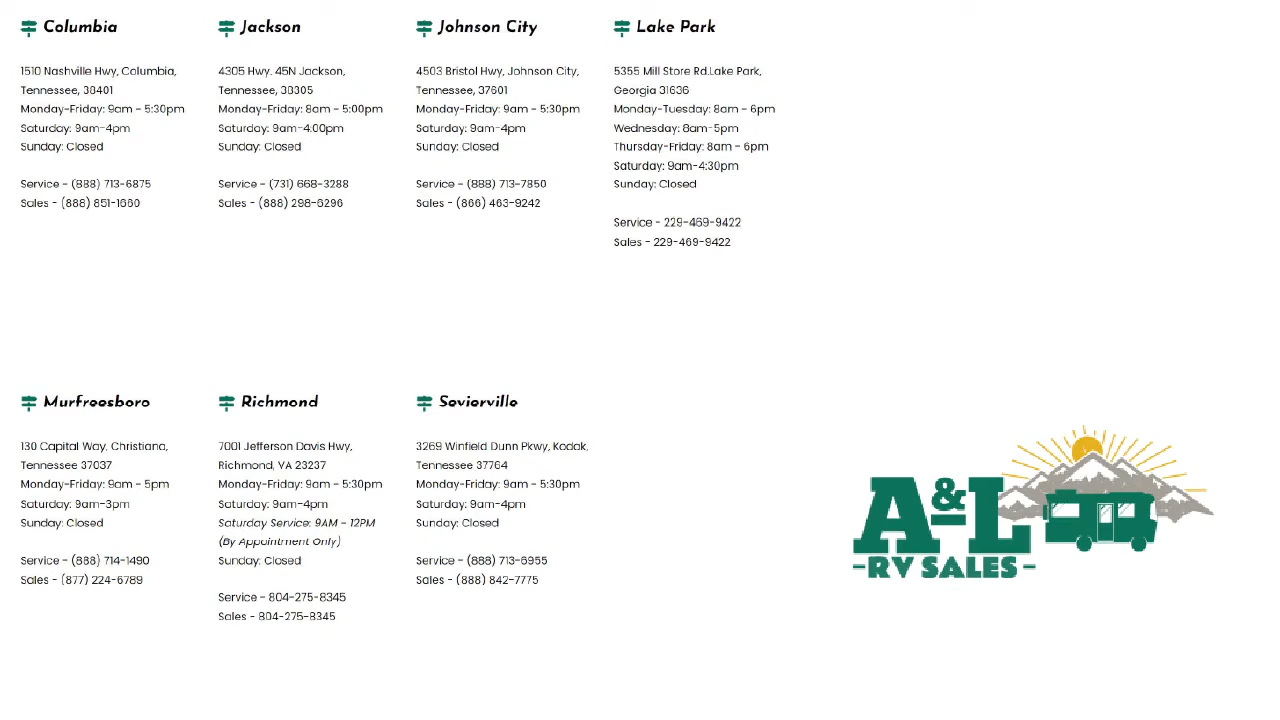 Columbia
1510 Nashville Hwy, Columbia,
Tennessee, 38401
Monday-Friday: 9am - 5:30pm
Saturday: 9am-4pm
Sunday: Closed
Service - (888) 713-6875
Sales - (888) 851-1660
Jackson
4305 Hwy. 45N Jackson,
Tennessee, 38305
Monday-Friday: 8am - 5:00pm
Saturday: 9am-4:00pm
Sunday: Closed
Service - (731) 668-3288
Sales - (888) 298-6296
Johnson City
4503 Bristol Hwy, Johnson City,
Tennessee, 37601
Monday-Friday: 9am - 5:30pm
Saturday: 9am-4pm
Sunday: Closed
Service - (888) 713-7850
Sales - (866) 463-9242
Lake Park
5355 Mill Store Rd.Lake Park,
Georgia 31636
Monday-Tuesday: 8am - 6pm
Wednesday: 8am-5pm
Thursday-Friday: 8am - 6pm
Saturday: 9am-4:30pm
Sunday: Closed
Service - 229-469-9422
Sales - 229-469-9422
Murfreesboro
130 Capital Way, Christiana,
Tennessee 37037
Monday-Friday: 9am - 5pm
Saturday: 9am-3pm
Sunday: Closed
Service - (888) 714-1490
Sales - (877) 224-6789
Richmond
7001 Jefferson Davis Hwy,
Richmond, VA 23237
Monday-Friday: 9am - 5:30pm
Saturday: 9am-4pm
Saturday Service: 9AM - 12PM
(By Appointment Only)
Sunday: Closed
Service - 804-275-8345
Sales - 804-275-8345
Sevierville
3269 Winfield Dunn Pkwy, Kodak,
Tennessee 37764
Monday-Friday: 9am - 5:30pm
Saturday: 9am-4pm
Sunday: Closed
Service - (888) 713-6955
Sales - (888) 842-7775
A&L
-RV SALES-